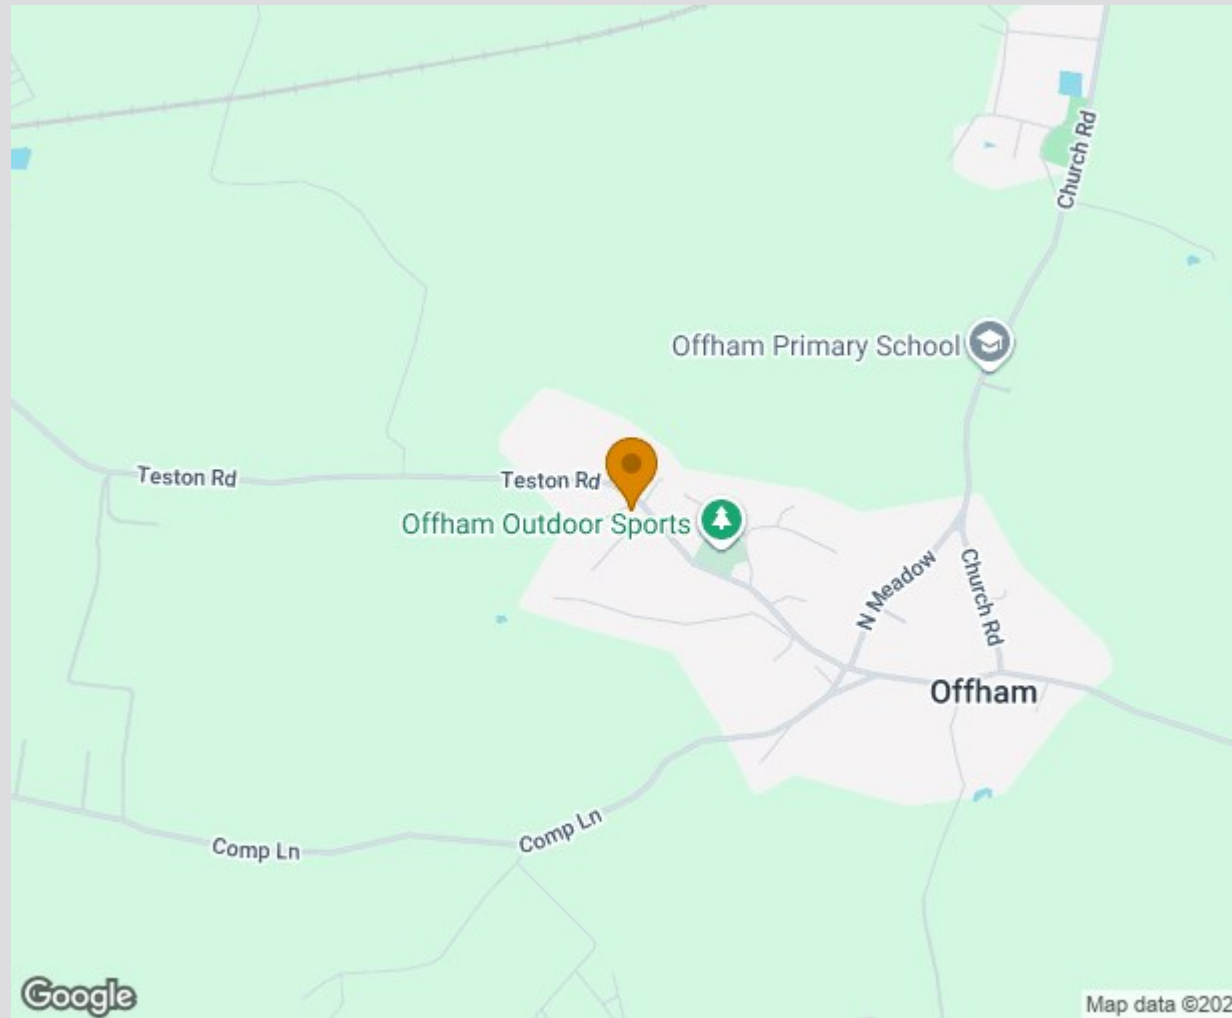 Church Rd
Offham Primary School
Teston Rd
Teston Rd
Offham Outdoor Sports
N Meadow
Church Rd
Offham
Comp Ln
Comp Ln
Google
Map data ©202